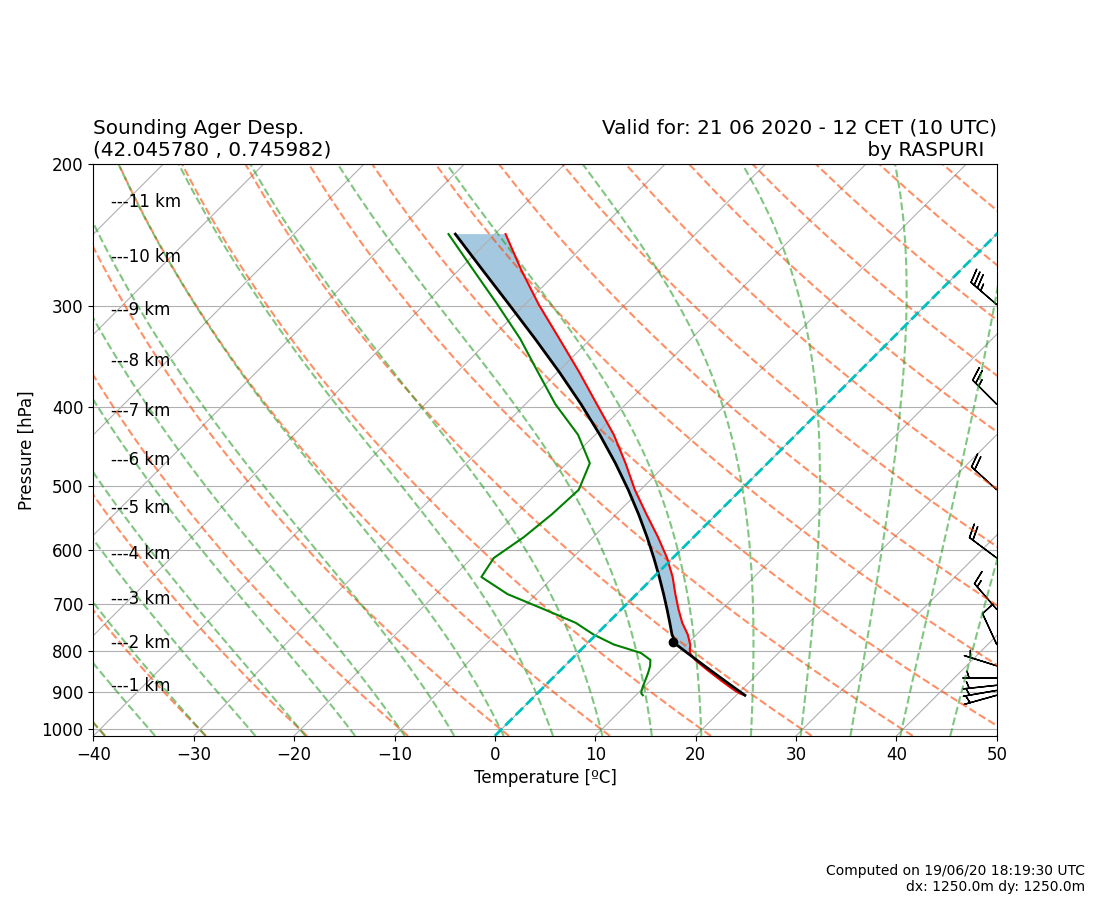 Sounding Ager Desp.
(42.045780 , 0.745982)
Valid for: 21 06 2020 - 12 CET (10 UTC)
by RASPURI
200
300
400
500
600
700
800
900
1000
Pressure [hPa]
---11 km
---10 km
---9 km
---8 km
---7 km
---6 km
---5 km
---4 km
---3 km
---2 km
---1 km
−40
−30
−20
−10
0
10
20
30
40
50
Temperature [ºC]
Computed on 19/06/20 18:19:30 UTC
dx: 1250.0m dy: 1250.0m